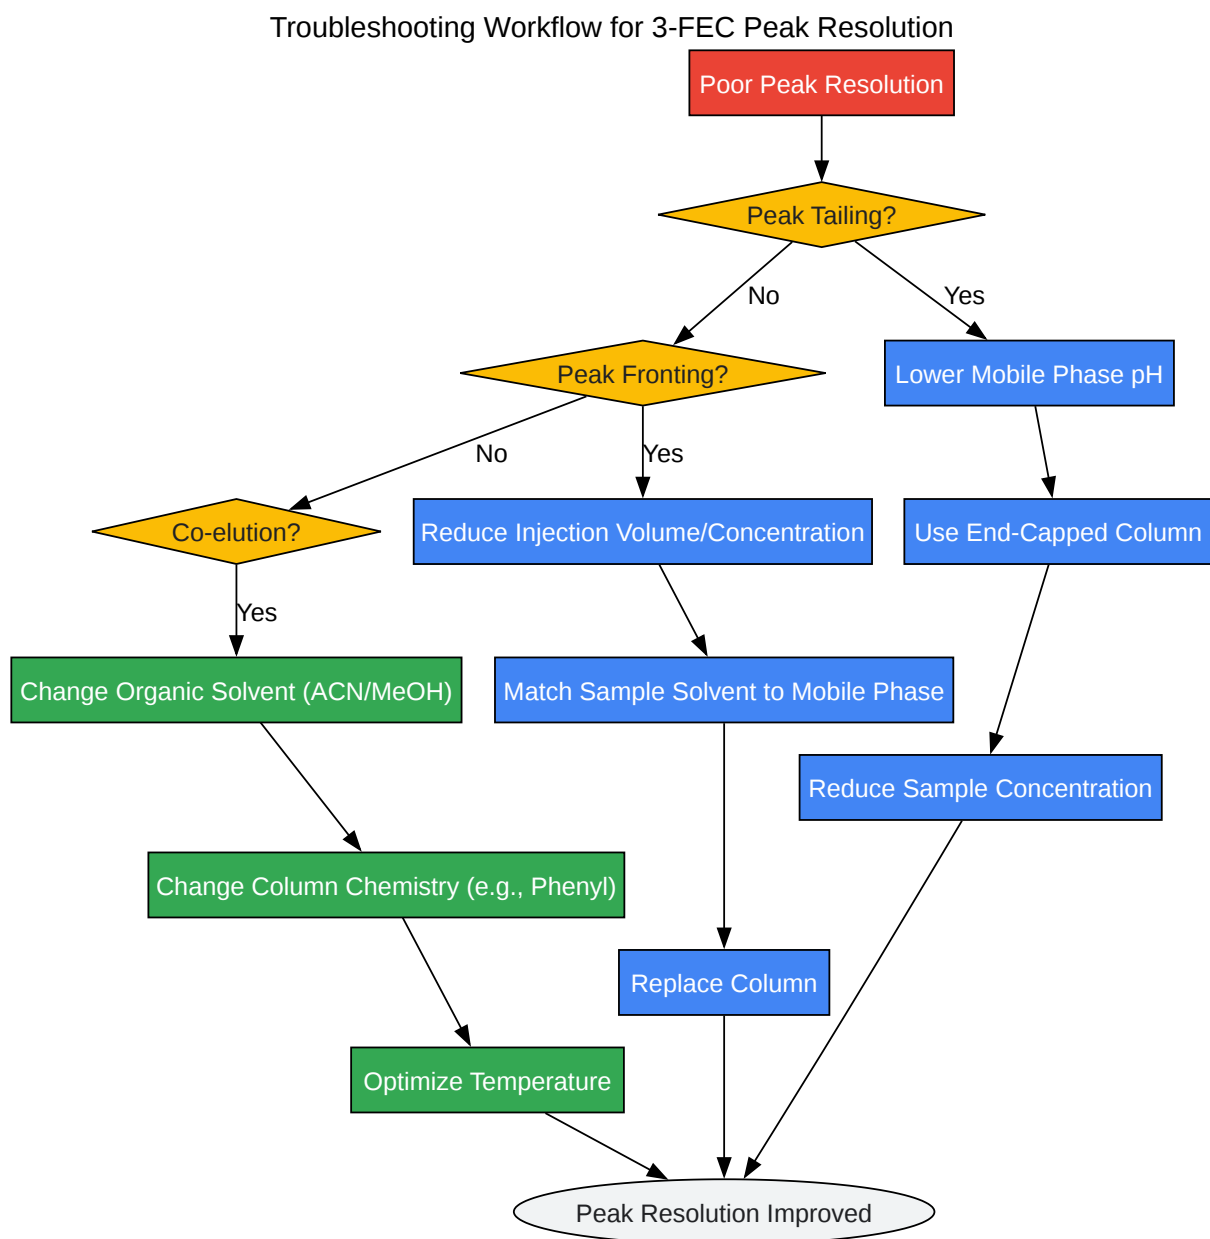 Troubleshooting Workflow for 3-FEC Peak Resolution
Poor Peak Resolution
Peak Tailing?
No
Yes
Peak Fronting?
Lower Mobile Phase pH
No
Yes
Co-elution?
Reduce Injection Volume/Concentration
Use End-Capped Column
Yes
Change Organic Solvent (ACN/MeOH)
Match Sample Solvent to Mobile Phase
Reduce Sample Concentration
Change Column Chemistry (e.g., Phenyl)
Replace Column
Optimize Temperature
Peak Resolution Improved